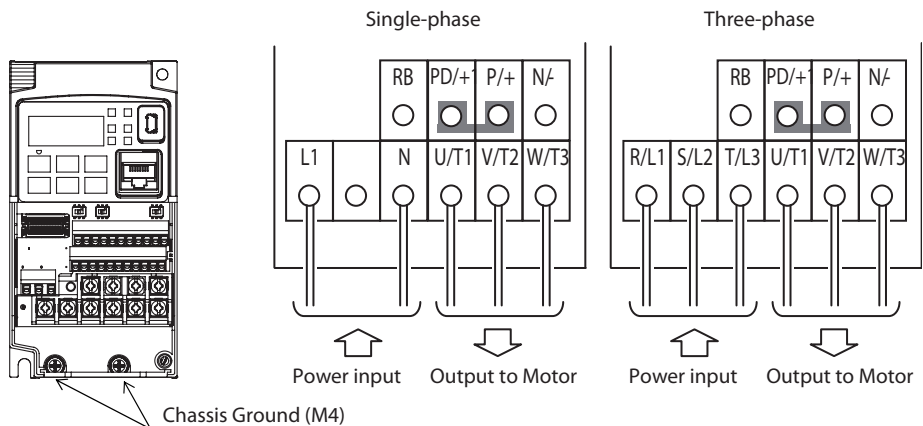 Single-phase
RB PD/+1 P/+ N/-
L1 N U/T1 V/T2 W/T3
Power input Output to Motor
Three-phase
RB PD/+1 P/+ N/-
R/L1 S/L2 T/L3 U/T1 V/T2 W/T3
Power input Output to Motor
Chassis Ground (M4)